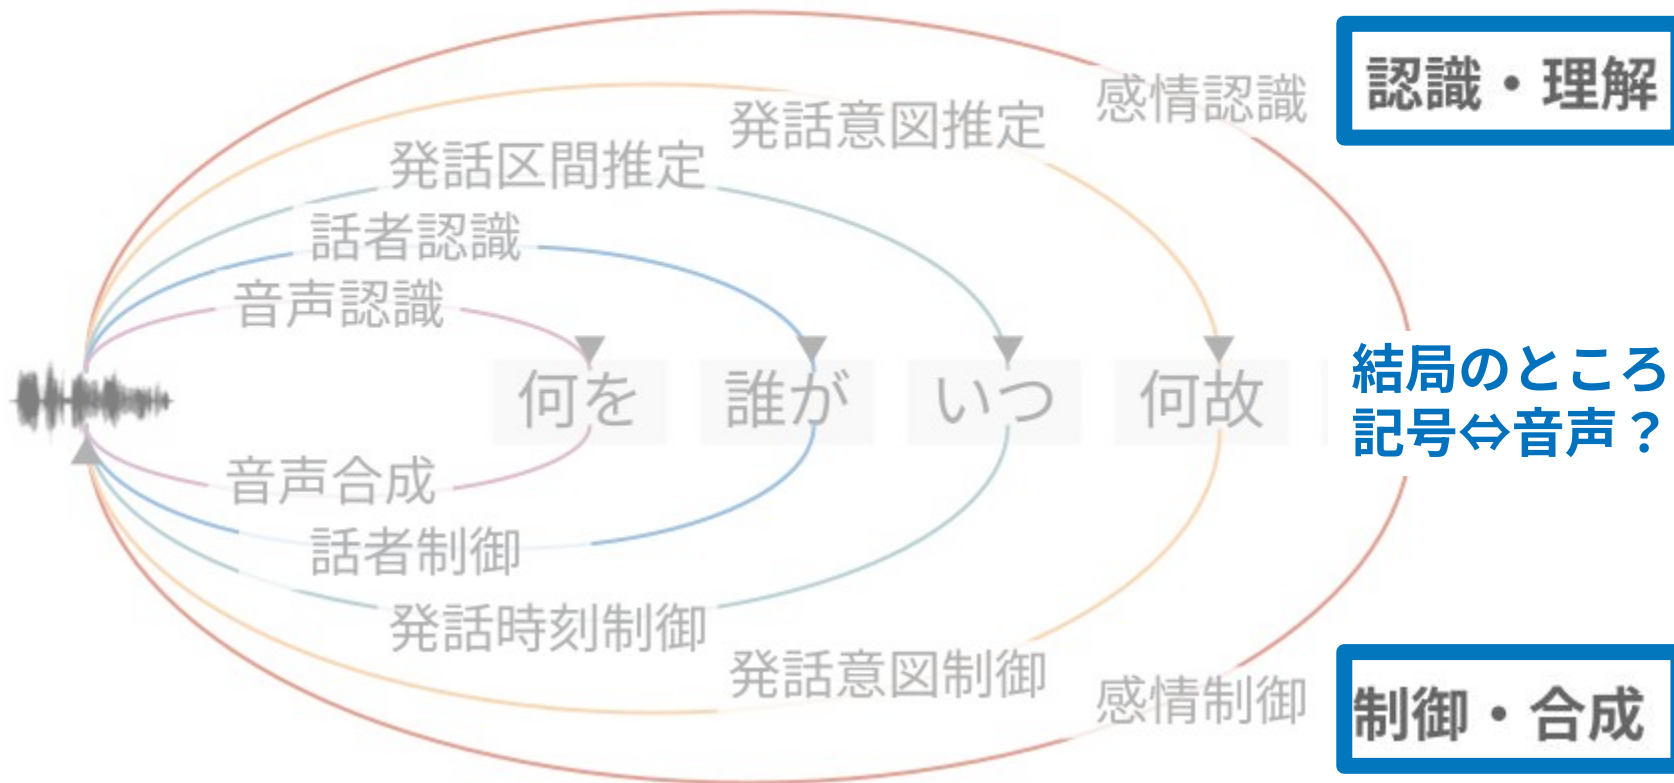 認識・理解
感情認識
発話意図推定
発話区間推定
話者認識
音声認識
何を
誰が
いつ
何故
結局のところ
記号⇔音声？
音声合成
話者制御
発話時刻制御
発話意図制御
感情制御
制御・合成